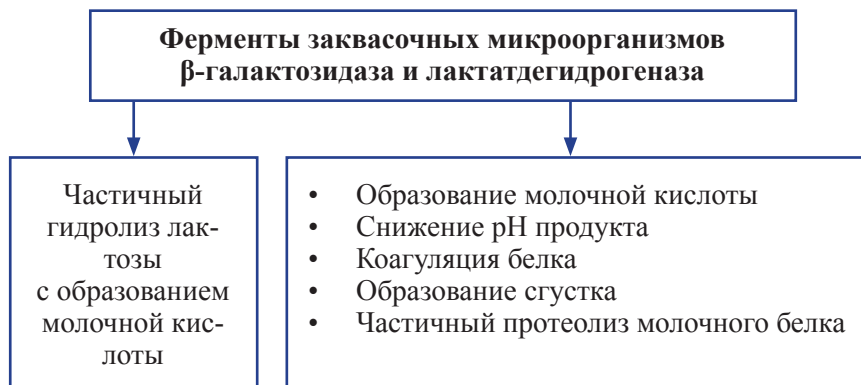 Ферменты заквасочных микроорганизмов
β-галактозидаза и лактатдегидрогеназа
Частичный
гидролиз лак-
тозы
с образованием
молочной кис-
лоты
• Образование молочной кислоты
• Снижение pH продукта
• Коагуляция белка
• Образование сгустка
• Частичный протеолиз молочного белка